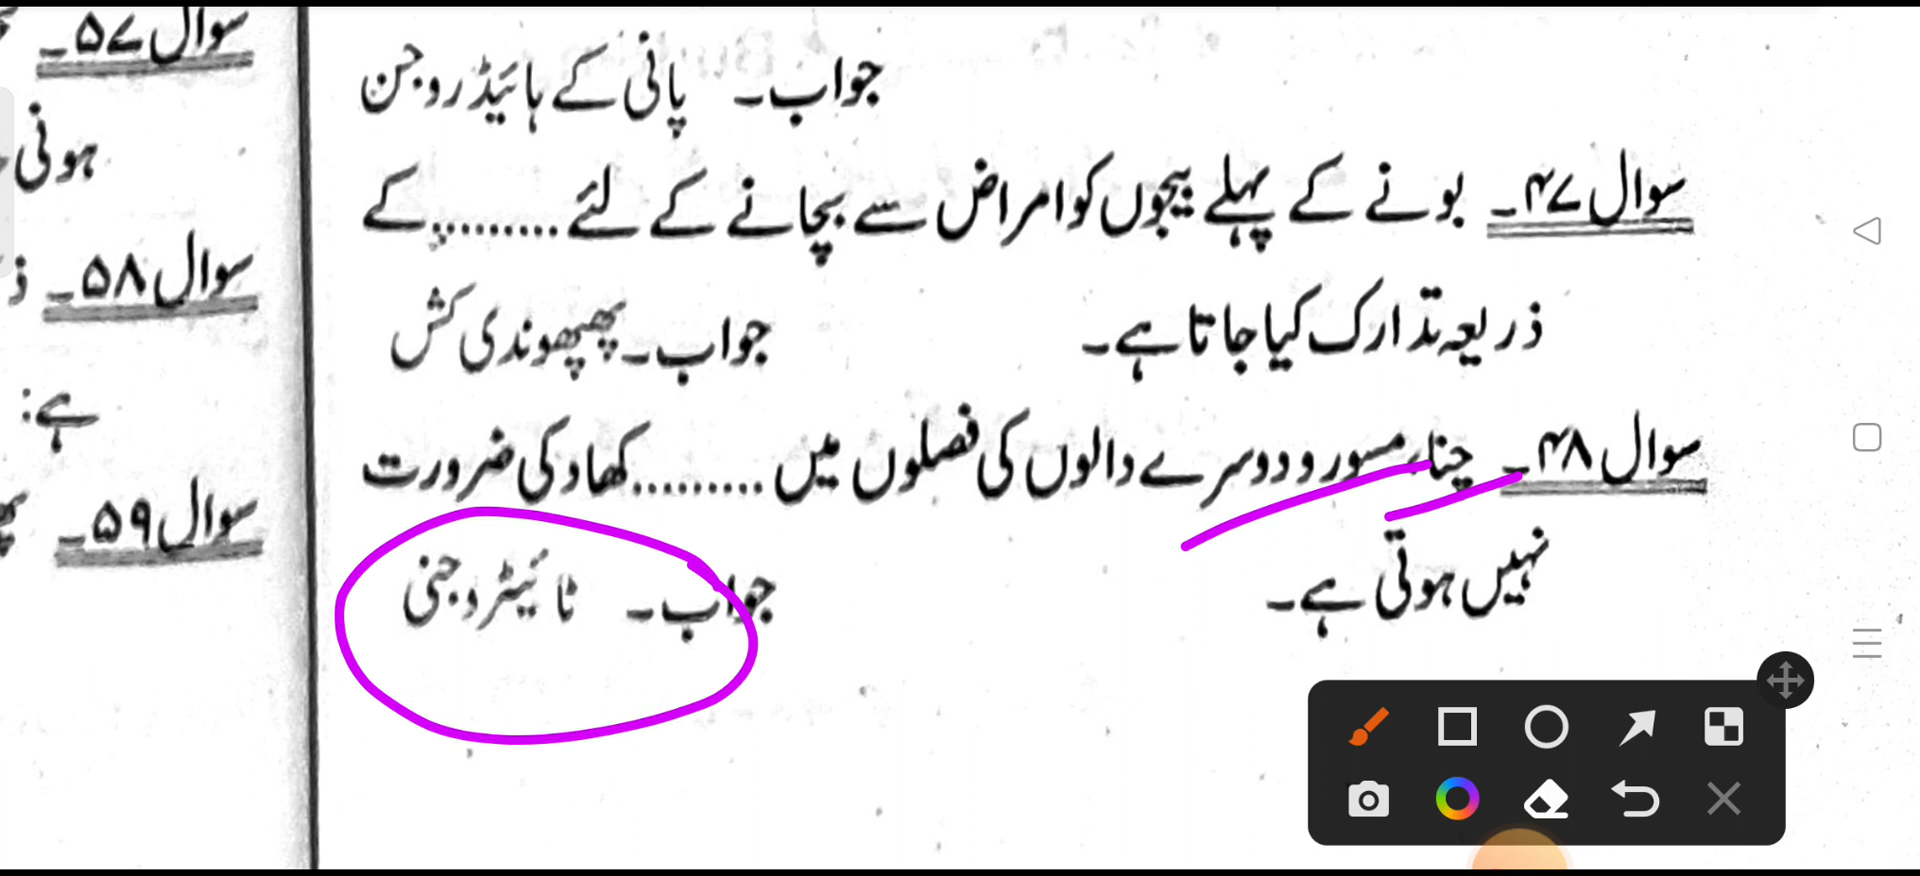 جواب۔ پانی کے ہائیڈروجن
سوال ۴۷۔ بونے کے پہلے بیجوں کو امراض سے بچانے کے لئے ......... کے
ذریعہ تدارک کیا جاتا ہے۔ جواب۔ پھپھوندی کش
سوال ۴۸۔ چنا، مسور و دوسرے دالوں کی فصلوں میں ......... کھاد کی ضرورت
نہیں ہوتی ہے۔ جواب۔ نائیٹروجنی
سوال ۵۷۔
ہونی
سوال ۵۸۔
ہے:
سوال ۵۹۔